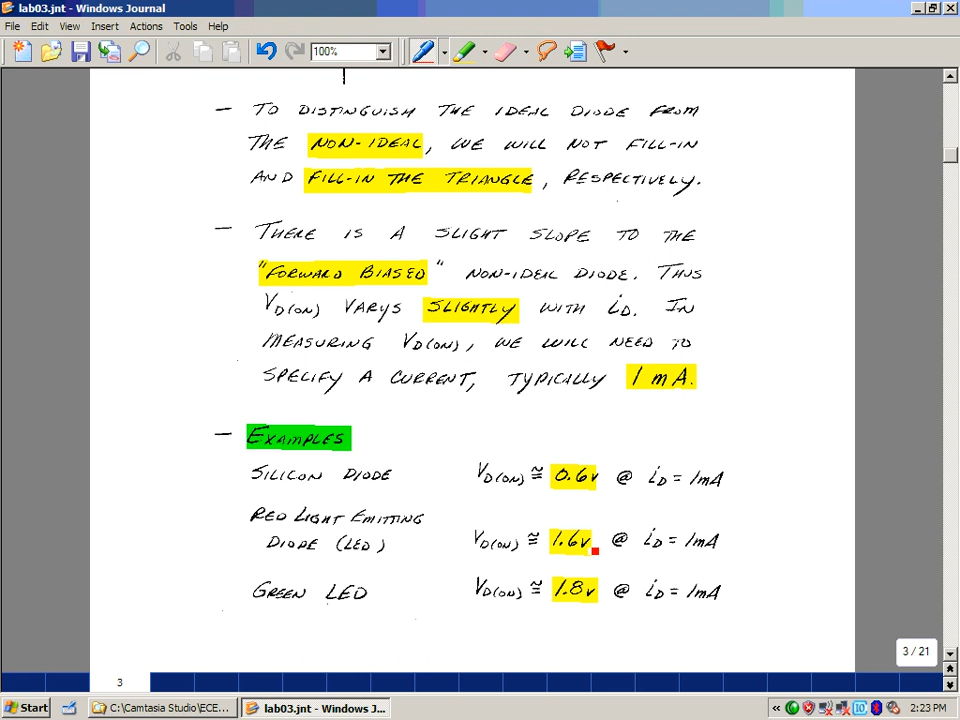 lab03.jnt - Windows Journal
File Edit View Insert Actions Tools Help
100%
- TO DISTINGUISH THE IDEAL DIODE FROM
THE NON-IDEAL, WE WILL NOT FILL-IN
AND FILL-IN THE TRIANGLE, RESPECTIVELY.
- THERE IS A SLIGHT SLOPE TO THE
"FORWARD BIASED" NON-IDEAL DIODE. THUS
VD(ON) VARYS SLIGHTLY WITH iD. IN
MEASURING VD(ON), WE WILL NEED TO
SPECIFY A CURRENT, TYPICALLY 1 mA.
- EXAMPLES
SILICON DIODE VD(ON) ≅ 0.6V @ iD = 1mA
RED LIGHT EMITTING
DIODE (LED) VD(ON) ≅ 1.6V @ iD = 1mA
GREEN LED VD(ON) ≅ 1.8V @ iD = 1mA
3 / 21
3
Start C:\Camtasia Studio\ECE... lab03.jnt - Windows J... 2:23 PM